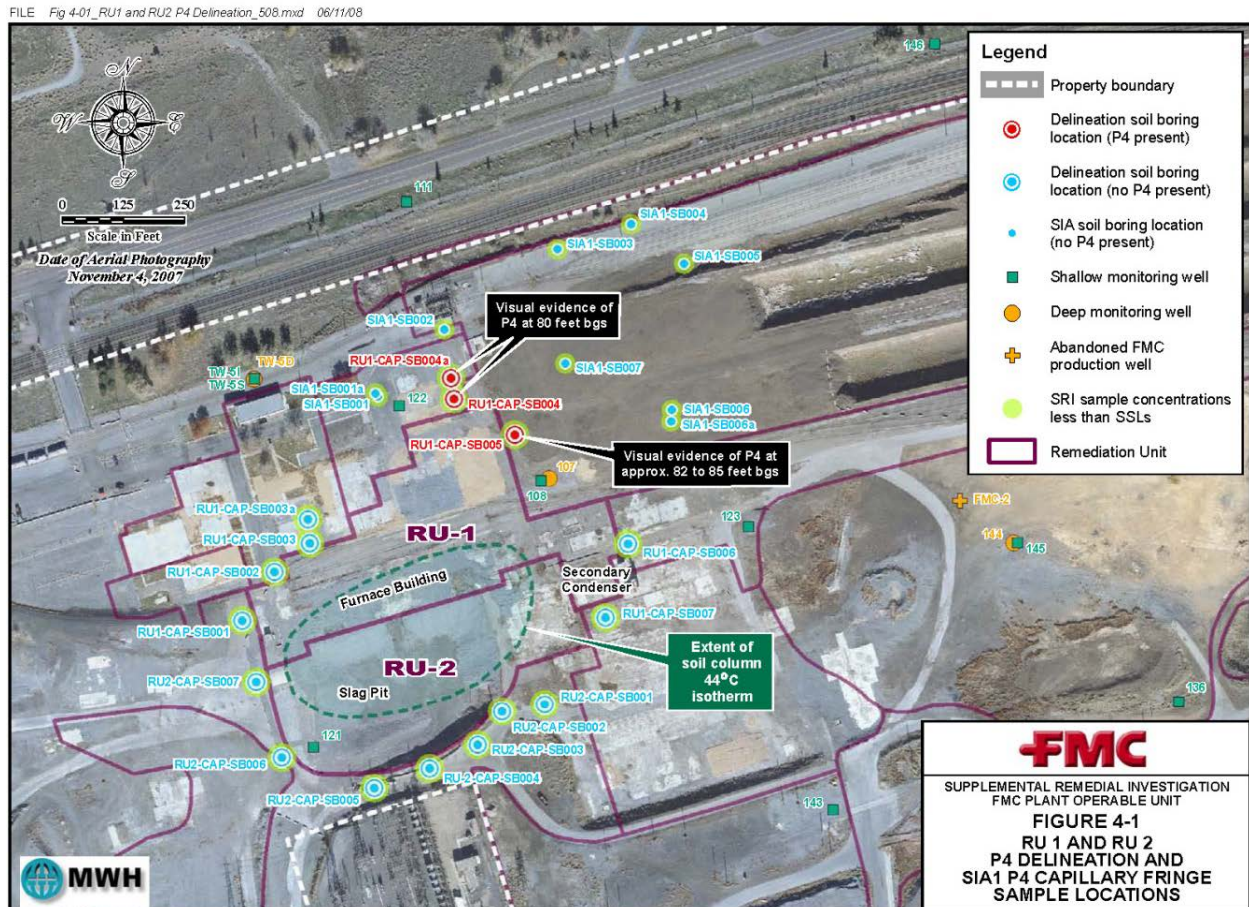 FILE Fig 4-01_RU1 and RU2 P4 Delineation_508.mxd 06/11/08
N
W
E
S
0 125 250
Scale in Feet
Date of Aerial Photography
November 4, 2007
146
111
SIA1-SB004
SIA1-SB003
SIA1-SB005
Visual evidence of
P4 at 80 feet bgs
SIA1-SB002
RU1-CAP-SB004a
TW-5D
TW-5I
TW-5S
SIA1-SB001a
SIA1-SB001
122
RU1-CAP-SB004
SIA1-SB007
SIA1-SB006
SIA1-SB006a
RU1-CAP-SB005
Visual evidence of P4 at
approx. 82 to 85 feet bgs
107
108
RU1-CAP-SB003a
RU1-CAP-SB003
RU-1
RU1-CAP-SB006
123
FMC-2
144
145
RU1-CAP-SB002
Furnace Building
Secondary
Condenser
RU1-CAP-SB001
RU1-CAP-SB007
RU-2
Slag Pit
Extent of
soil column
44°C
isotherm
RU2-CAP-SB007
RU2-CAP-SB001
RU2-CAP-SB002
RU2-CAP-SB003
136
121
RU2-CAP-SB006
RU-2-CAP-SB004
RU2-CAP-SB005
143
MWH
Legend
Property boundary
Delineation soil boring
location (P4 present)
Delineation soil boring
location (no P4 present)
SIA soil boring location
(no P4 present)
Shallow monitoring well
Deep monitoring well
Abandoned FMC
production well
SRI sample concentrations
less than SSLs
Remediation Unit
FMC
SUPPLEMENTAL REMEDIAL INVESTIGATION
FMC PLANT OPERABLE UNIT
FIGURE 4-1
RU 1 AND RU 2
P4 DELINEATION AND
SIA1 P4 CAPILLARY FRINGE
SAMPLE LOCATIONS